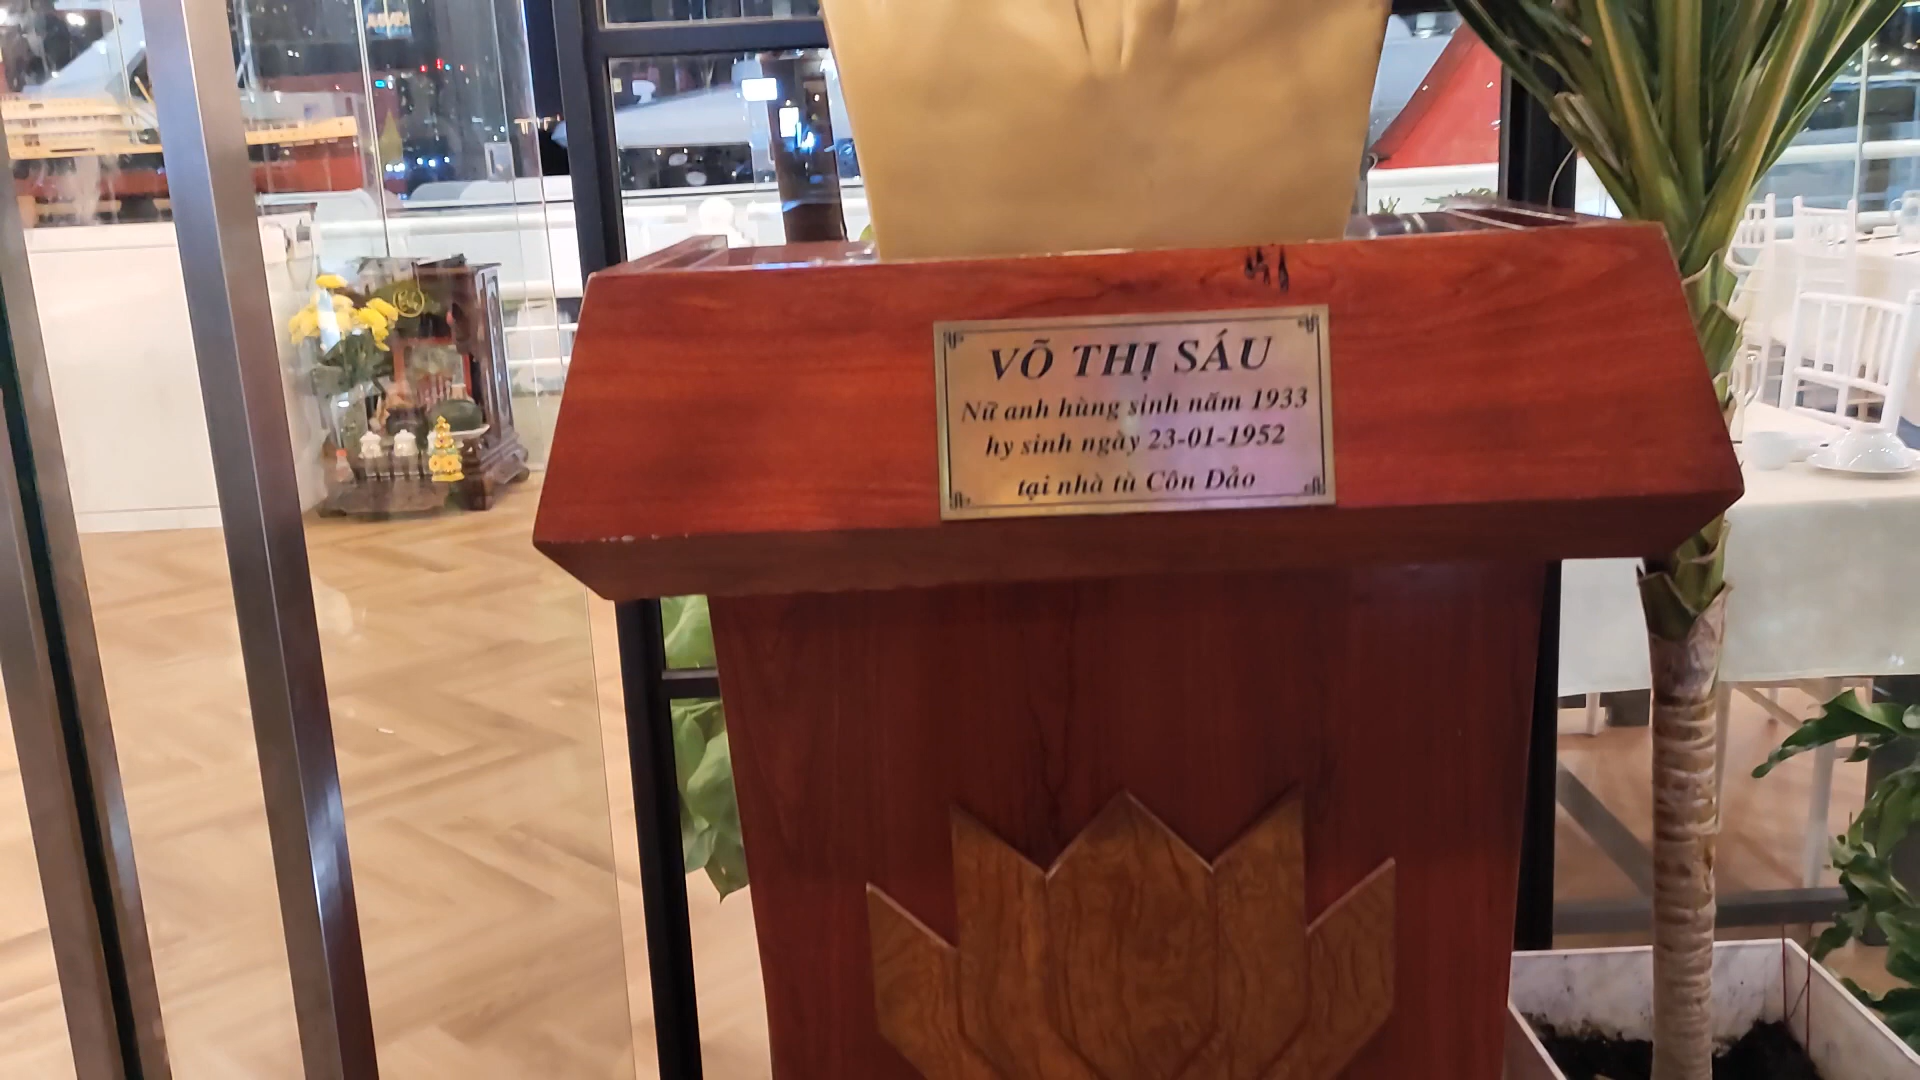 VÕ THỊ SÁU
Nữ anh hùng sinh năm 1933
hy sinh ngày 23-01-1952
tại nhà tù Côn Đảo